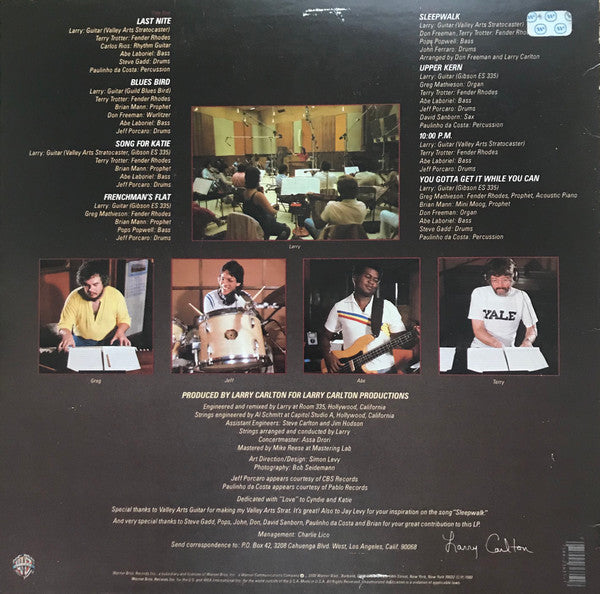 Side One
LAST NITE
Larry: Guitar (Valley Arts Stratocaster)
Terry Trotter: Fender Rhodes
Carlos Rios: Rhythm Guitar
Abe Laboriel: Bass
Steve Gadd: Drums
Paulinho da Costa: Percussion
BLUES BIRD
Larry: Guitar (Guild Blues Bird)
Terry Trotter: Fender Rhodes
Brian Mann: Prophet
Don Freeman: Wurlitzer
Abe Laboriel: Bass
Jeff Porcaro: Drums
SONG FOR KATIE
Larry: Guitar (Valley Arts Stratocaster, Gibson ES 335)
Terry Trotter: Fender Rhodes
Brian Mann: Prophet
Abe Laboriel: Bass
Jeff Porcaro: Drums
FRENCHMAN'S FLAT
Larry: Guitar (Gibson ES 335)
Greg Mathieson: Fender Rhodes
Brian Mann: Prophet
Pops Popwell: Bass
Jeff Porcaro: Drums
SLEEPWALK
Larry: Guitar (Valley Arts Stratocaster)
Don Freeman, Terry Trotter: Fender Rhodes
Pops Popwell: Bass
John Ferraro: Drums
Arranged by Don Freeman and Larry Carlton
UPPER KERN
Larry: Guitar (Gibson ES 335)
Greg Mathieson: Organ
Terry Trotter: Fender Rhodes
Abe Laboriel: Bass
Jeff Porcaro: Drums
David Sanborn: Sax
Paulinho da Costa: Percussion
10:00 P.M.
Larry: Guitar (Valley Arts Stratocaster)
Terry Trotter: Fender Rhodes
Abe Laboriel: Bass
Jeff Porcaro: Drums
YOU GOTTA GET IT WHILE YOU CAN
Larry: Guitar (Gibson ES 335)
Greg Mathieson: Fender Rhodes, Prophet, Acoustic Piano
Brian Mann: Mini Moog, Prophet
Don Freeman: Organ
Abe Laboriel: Bass
Steve Gadd: Drums
Paulinho da Costa: Percussion
Larry
YALE
Greg
Jeff
Abe
Terry
PRODUCED BY LARRY CARLTON FOR LARRY CARLTON PRODUCTIONS
Engineered and remixed by Larry at Room 335, Hollywood, California
Strings engineered by Al Schmitt at Capitol Studio A, Hollywood, California
Assistant Engineers: Steve Carlton and Jim Hodson
Strings arranged and conducted by Larry
Concertmaster: Assa Drori
Mastered by Mike Reese at Mastering Lab
Art Direction/Design: Simon Levy
Photography: Bob Seidemann
Jeff Porcaro appears courtesy of CBS Records
Paulinho da Costa appears courtesy of Pablo Records
Dedicated with "Love" to Cyndie and Katie
Special thanks to Valley Arts Guitar for making my Valley Arts Strat. It's great! Also to Jay Levy for your inspiration on the song "Sleepwalk."
And very special thanks to Steve Gadd, Pops, John, Don, David Sanborn, Paulinho da Costa and Brian for your great contribution to this LP.
Management: Charlie Lico
Send correspondence to: P.O. Box 42, 3208 Cahuenga Blvd. West, Los Angeles, Calif. 90068
Larry Carlton